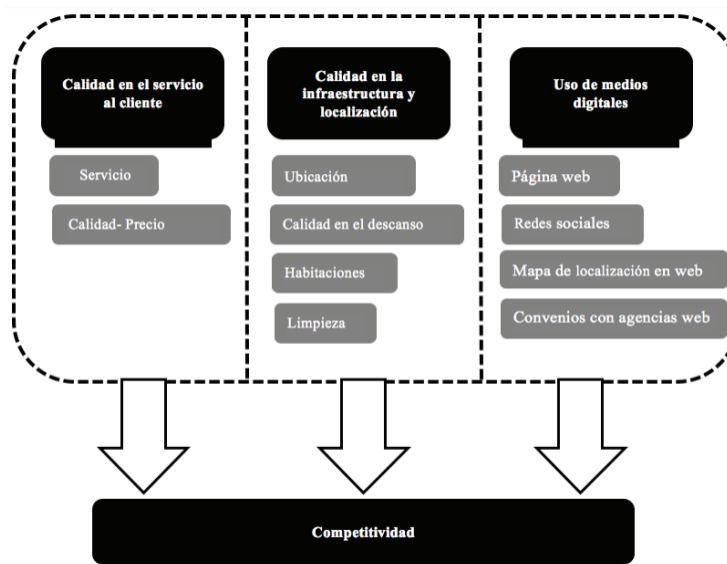 Calidad en el servicio
al cliente
Servicio
Calidad- Precio
Calidad en la
infraestructura y
localización
Ubicación
Calidad en el descanso
Habitaciones
Limpieza
Uso de medios
digitales
Página web
Redes sociales
Mapa de localización en web
Convenios con agencias web
Competitividad